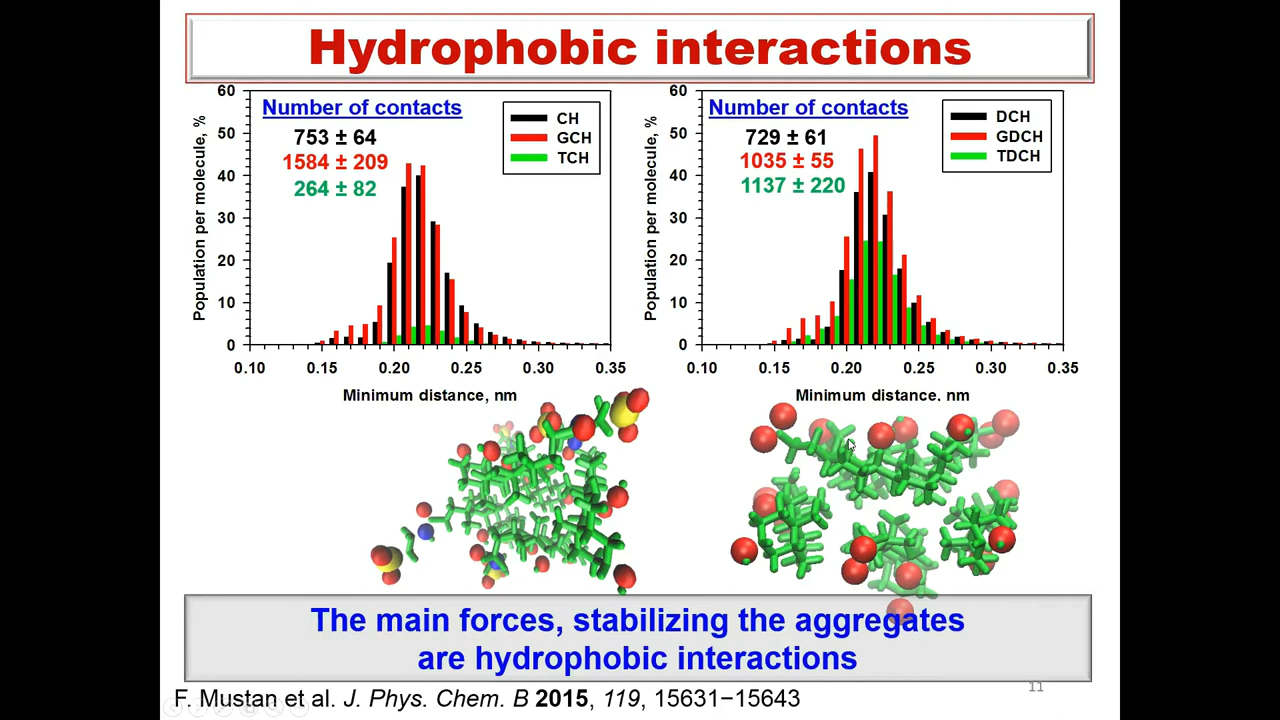 Hydrophobic interactions
Number of contacts
753 ± 64
1584 ± 209
264 ± 82
CH
GCH
TCH
Population per molecule, %
60
50
40
30
20
10
0
0.10 0.15 0.20 0.25 0.30 0.35
Minimum distance, nm
Number of contacts
729 ± 61
1035 ± 55
1137 ± 220
DCH
GDCH
TDCH
Population per molecule, %
60
50
40
30
20
10
0
0.10 0.15 0.20 0.25 0.30 0.35
Minimum distance, nm
The main forces, stabilizing the aggregates
are hydrophobic interactions
11
F. Mustan et al. J. Phys. Chem. B 2015, 119, 15631−15643